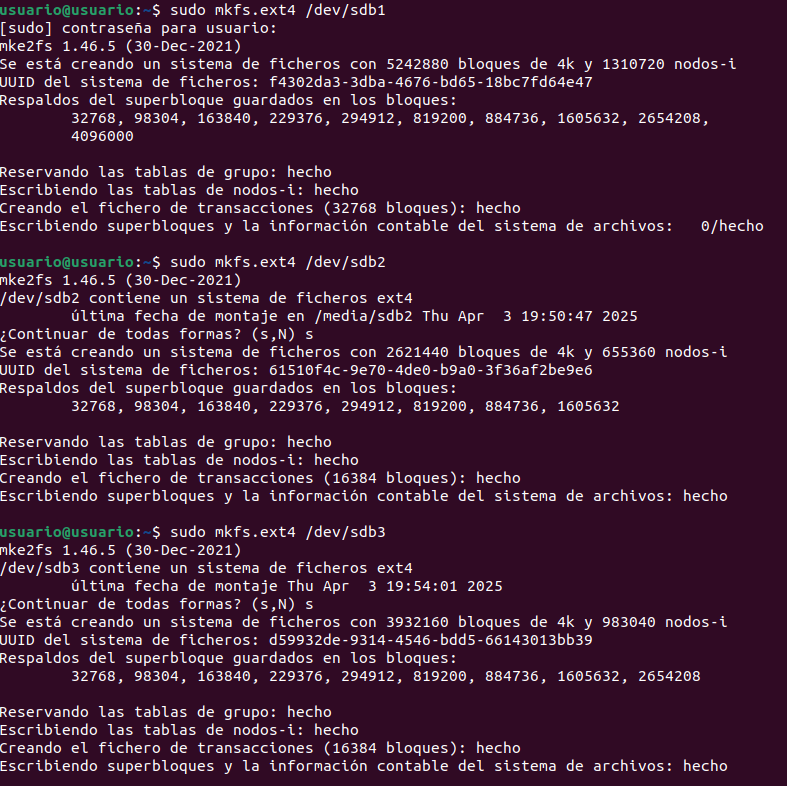 usuario@usuario:~$ sudo mkfs.ext4 /dev/sdb1
[sudo] contraseña para usuario:
mke2fs 1.46.5 (30-Dec-2021)
Se está creando un sistema de ficheros con 5242880 bloques de 4k y 1310720 nodos-i
UUID del sistema de ficheros: f4302da3-3dba-4676-bd65-18bc7fd64e47
Respaldos del superbloque guardados en los bloques:
        32768, 98304, 163840, 229376, 294912, 819200, 884736, 1605632, 2654208,
        4096000

Reservando las tablas de grupo: hecho
Escribiendo las tablas de nodos-i: hecho
Creando el fichero de transacciones (32768 bloques): hecho
Escribiendo superbloques y la información contable del sistema de archivos:   0/hecho

usuario@usuario:~$ sudo mkfs.ext4 /dev/sdb2
mke2fs 1.46.5 (30-Dec-2021)
/dev/sdb2 contiene un sistema de ficheros ext4
        última fecha de montaje en /media/sdb2 Thu Apr  3 19:50:47 2025
¿Continuar de todas formas? (s,N) s
Se está creando un sistema de ficheros con 2621440 bloques de 4k y 655360 nodos-i
UUID del sistema de ficheros: 61510f4c-9e70-4de0-b9a0-3f36af2be9e6
Respaldos del superbloque guardados en los bloques:
        32768, 98304, 163840, 229376, 294912, 819200, 884736, 1605632

Reservando las tablas de grupo: hecho
Escribiendo las tablas de nodos-i: hecho
Creando el fichero de transacciones (16384 bloques): hecho
Escribiendo superbloques y la información contable del sistema de archivos: hecho

usuario@usuario:~$ sudo mkfs.ext4 /dev/sdb3
mke2fs 1.46.5 (30-Dec-2021)
/dev/sdb3 contiene un sistema de ficheros ext4
        última fecha de montaje Thu Apr  3 19:54:01 2025
¿Continuar de todas formas? (s,N) s
Se está creando un sistema de ficheros con 3932160 bloques de 4k y 983040 nodos-i
UUID del sistema de ficheros: d59932de-9314-4546-bdd5-66143013bb39
Respaldos del superbloque guardados en los bloques:
        32768, 98304, 163840, 229376, 294912, 819200, 884736, 1605632, 2654208

Reservando las tablas de grupo: hecho
Escribiendo las tablas de nodos-i: hecho
Creando el fichero de transacciones (16384 bloques): hecho
Escribiendo superbloques y la información contable del sistema de archivos: hecho